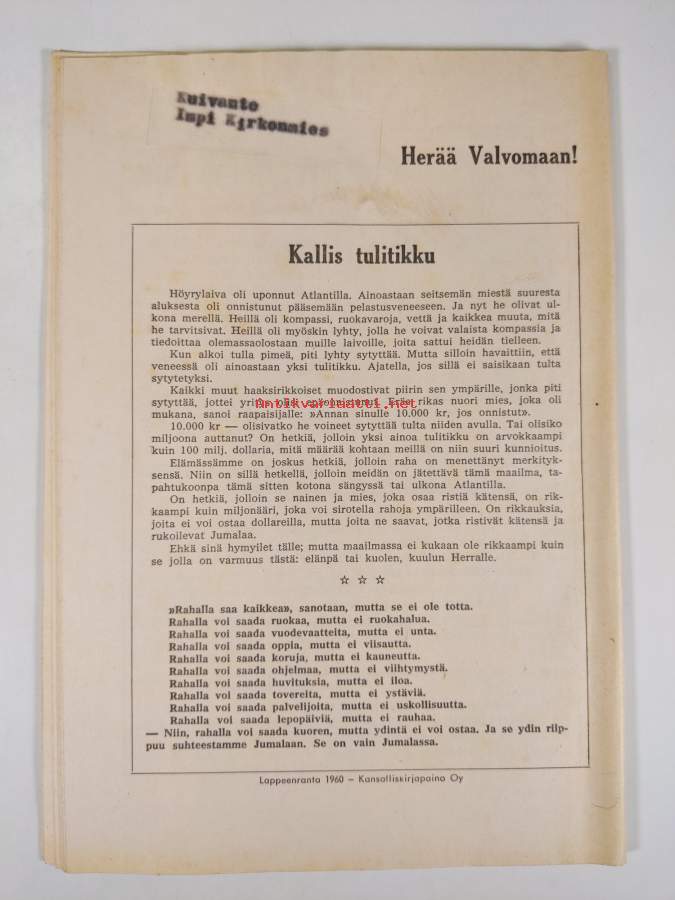 Kuivanto
Impi Kirkonmies
Herää Valvomaan!
Kallis tulitikku
Höyrylaiva oli uponnut Atlantilla. Ainoastaan seitsemän miestä suuresta
aluksesta oli onnistunut pääsemään pelastusveneeseen. Ja nyt he olivat ul-
kona merellä. Heillä oli kompassi, ruokavaroja, vettä ja kaikkea muuta, mitä
he tarvitsivat. Heillä oli myöskin lyhty, jolla he voivat valaista kompassia ja
tiedoittaa olemassaolostaan muille laivoille, joita sattui heidän tielleen.
Kun alkoi tulla pimeä, piti lyhty sytyttää. Mutta silloin havaittiin, että
veneessä oli ainoastaan yksi tulitikku. Ajatella, jos sillä ei saisikaan tulta
sytytetyksi.
Kaikki muut haaksirikkoiset muodostivat piirin sen ympärille, jonka piti
sytyttää, jottei yritys olisi epäonnistunut. Eräs rikas nuori mies, joka oli
antikvariaatti.net
mukana, sanoi raapaisijalle: »Annan sinulle 10.000 kr, jos onnistut».
10.000 kr — olisivatko he voineet sytyttää tulta niiden avulla. Tai olisiko
miljoona auttanut? On hetkiä, jolloin yksi ainoa tulitikku on arvokkaampi
kuin 100 milj. dollaria, mitä määrää kohtaan meillä on niin suuri kunnioitus.
Elämässämme on joskus hetkiä, jolloin raha on menettänyt merkityk-
sensä. Niin on sillä hetkellä, jolloin meidän on jätettävä tämä maailma, ta-
pahtukoonpa tämä sitten kotona sängyssä tai ulkona Atlantilla.
On hetkiä, jolloin se nainen ja mies, joka osaa ristiä kätensä, on rik-
kaampi kuin miljonääri, joka voi sirotella rahoja ympärilleen. On rikkauksia,
joita ei voi ostaa dollareilla, mutta joita ne saavat, jotka ristivät kätensä ja
rukoilevat Jumalaa.
Ehkä sinä hymyilet tälle; mutta maailmassa ei kukaan ole rikkaampi kuin
se jolla on varmuus tästä: elänpä tai kuolen, kuulun Herralle.
☆ ☆ ☆
»Rahalla saa kaikkea», sanotaan, mutta se ei ole totta.
Rahalla voi saada ruokaa, mutta ei ruokahalua.
Rahalla voi saada vuodevaatteita, mutta ei unta.
Rahalla voi saada oppia, mutta ei viisautta.
Rahalla voi saada koruja, mutta ei kauneutta.
Rahalla voi saada ohjelmaa, mutta ei viihtymystä.
Rahalla voi saada huvituksia, mutta ei iloa.
Rahalla voi saada tovereita, mutta ei ystäviä.
Rahalla voi saada palvelijoita, mutta ei uskollisuutta.
Rahalla voi saada lepopäiviä, mutta ei rauhaa.
— Niin, rahalla voi saada kuoren, mutta ydintä ei voi ostaa. Ja se ydin riip-
puu suhteestamme Jumalaan. Se on vain Jumalassa.
Lappeenranta 1960 — Kansalliskirjapaino Oy